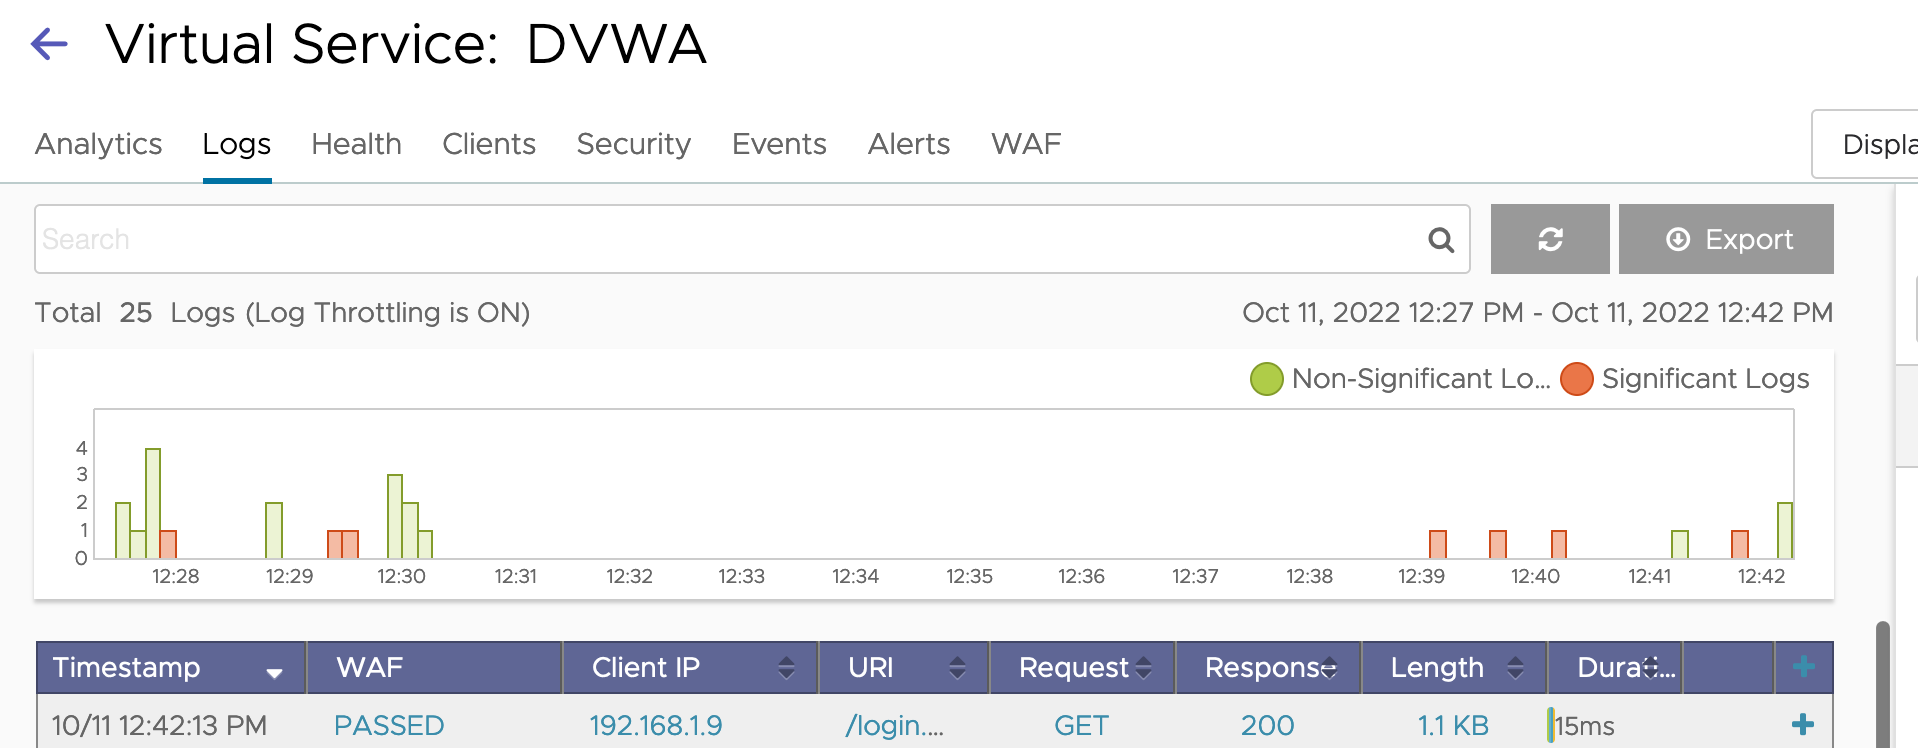 Virtual Service: DVWA
Analytics Logs Health Clients Security Events Alerts WAF
Displa
Search
Export
Total 25 Logs (Log Throttling is ON)
Oct 11, 2022 12:27 PM - Oct 11, 2022 12:42 PM
Non-Significant Lo... Significant Logs
4
3
2
1
0
12:28 12:29 12:30 12:31 12:32 12:33 12:34 12:35 12:36 12:37 12:38 12:39 12:40 12:41 12:42
Timestamp WAF Client IP URI Request Response Length Durati...
10/11 12:42:13 PM PASSED 192.168.1.9 /login.... GET 200 1.1 KB 15ms